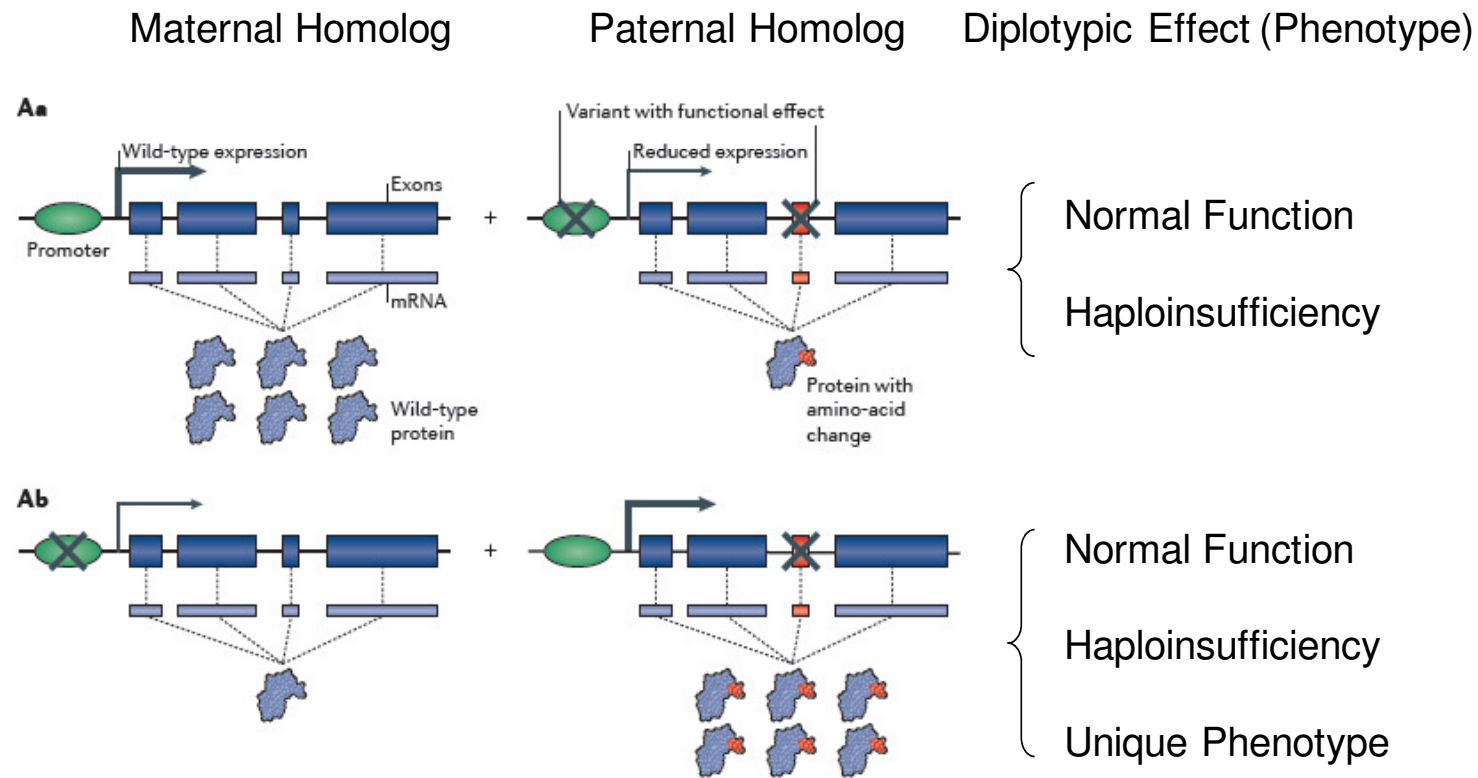 Maternal Homolog
Paternal Homolog
Diplotypic Effect (Phenotype)
Aa
Wild-type expression
Exons
Promoter
mRNA
Wild-type
protein
+
Variant with functional effect
Reduced expression
Protein with
amino-acid
change
Normal Function
Haploinsufficiency
Ab
+
Normal Function
Haploinsufficiency
Unique Phenotype